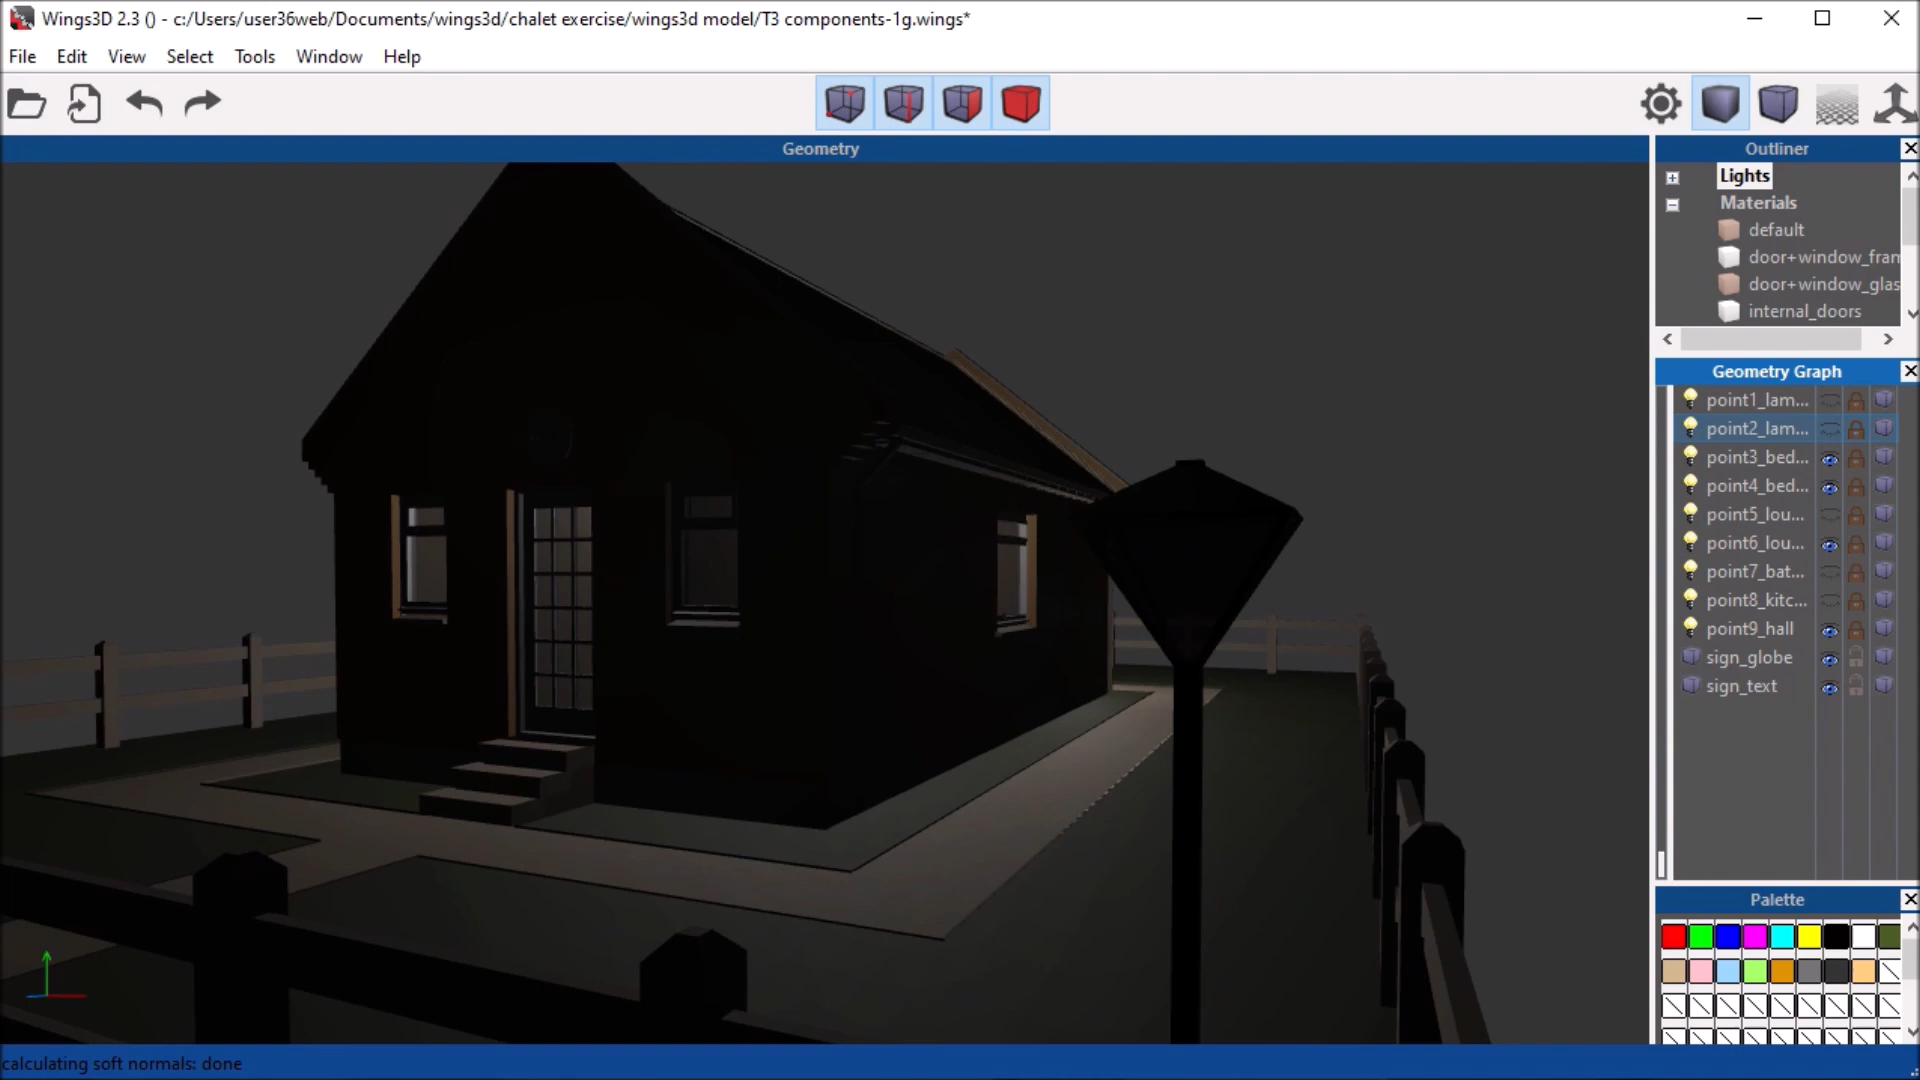 Wings3D 2.3 () - c:/Users/user36web/Documents/wings3d/chalet exercise/wings3d model/T3 components-1g.wings*
File Edit View Select Tools Window Help
Geometry
Outliner
Lights
Materials
default
door+window_fran
door+window_glas
internal_doors
Geometry Graph
point1_lam...
point2_lam...
point3_bed...
point4_bed...
point5_lou...
point6_lou...
point7_bat...
point8_kitc...
point9_hall
sign_globe
sign_text
Palette
calculating soft normals: done